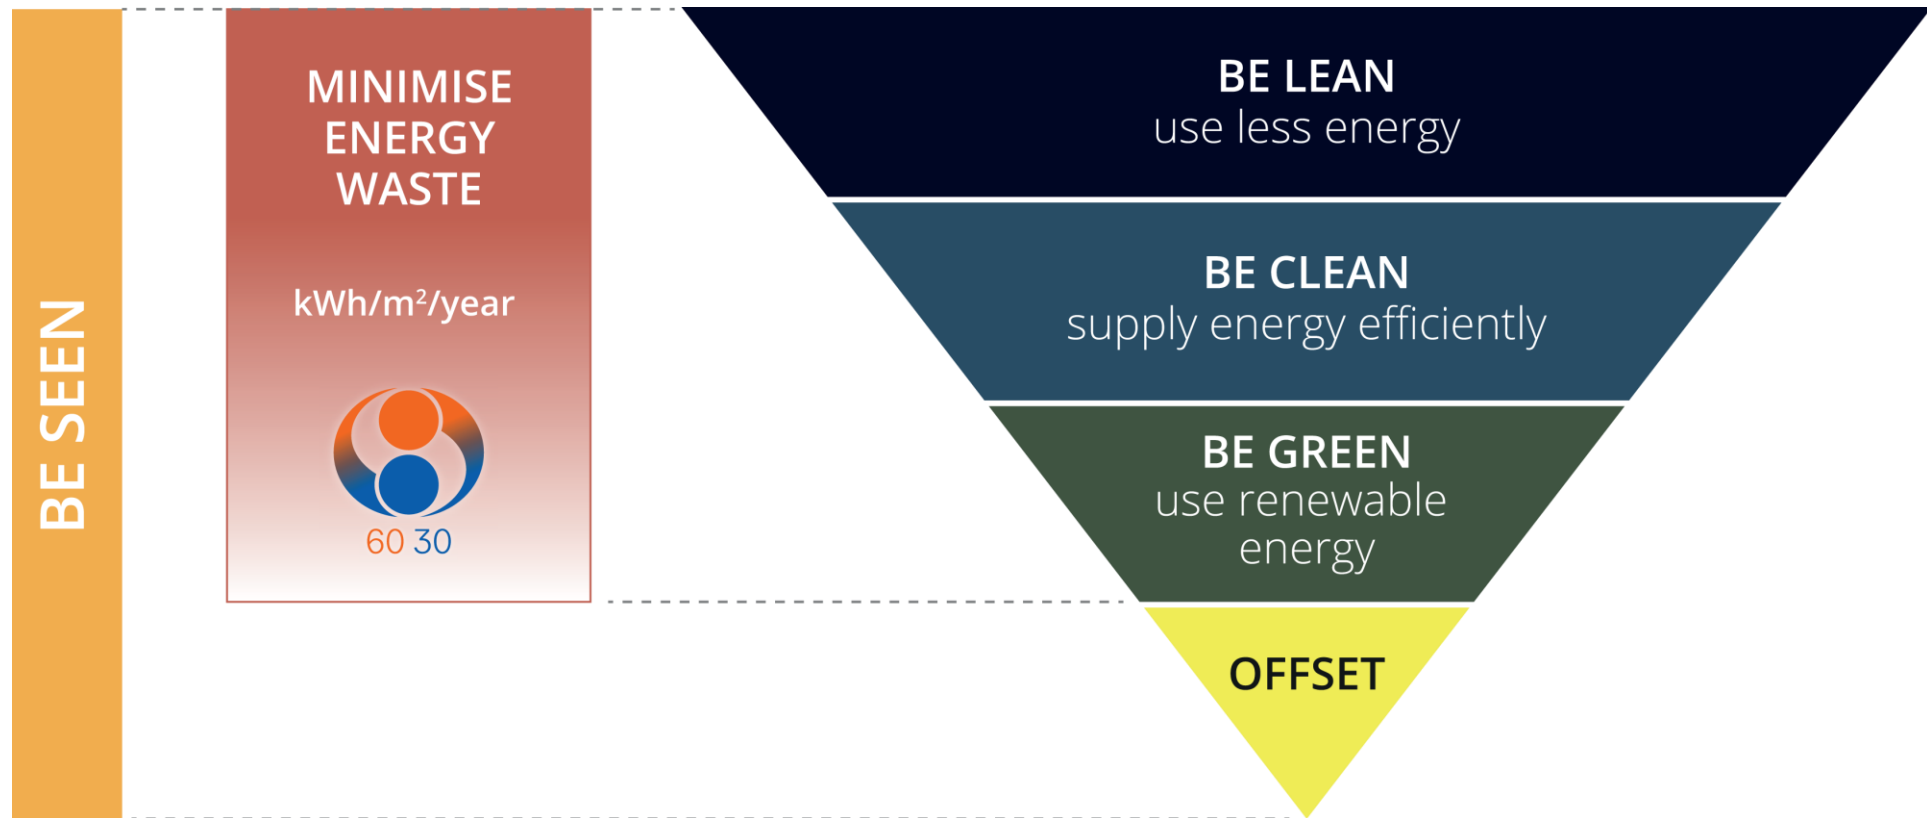 BE SEEN
MINIMISE
ENERGY
WASTE
kWh/m²/year
60 30
BE LEAN
use less energy
BE CLEAN
supply energy efficiently
BE GREEN
use renewable
energy
OFFSET